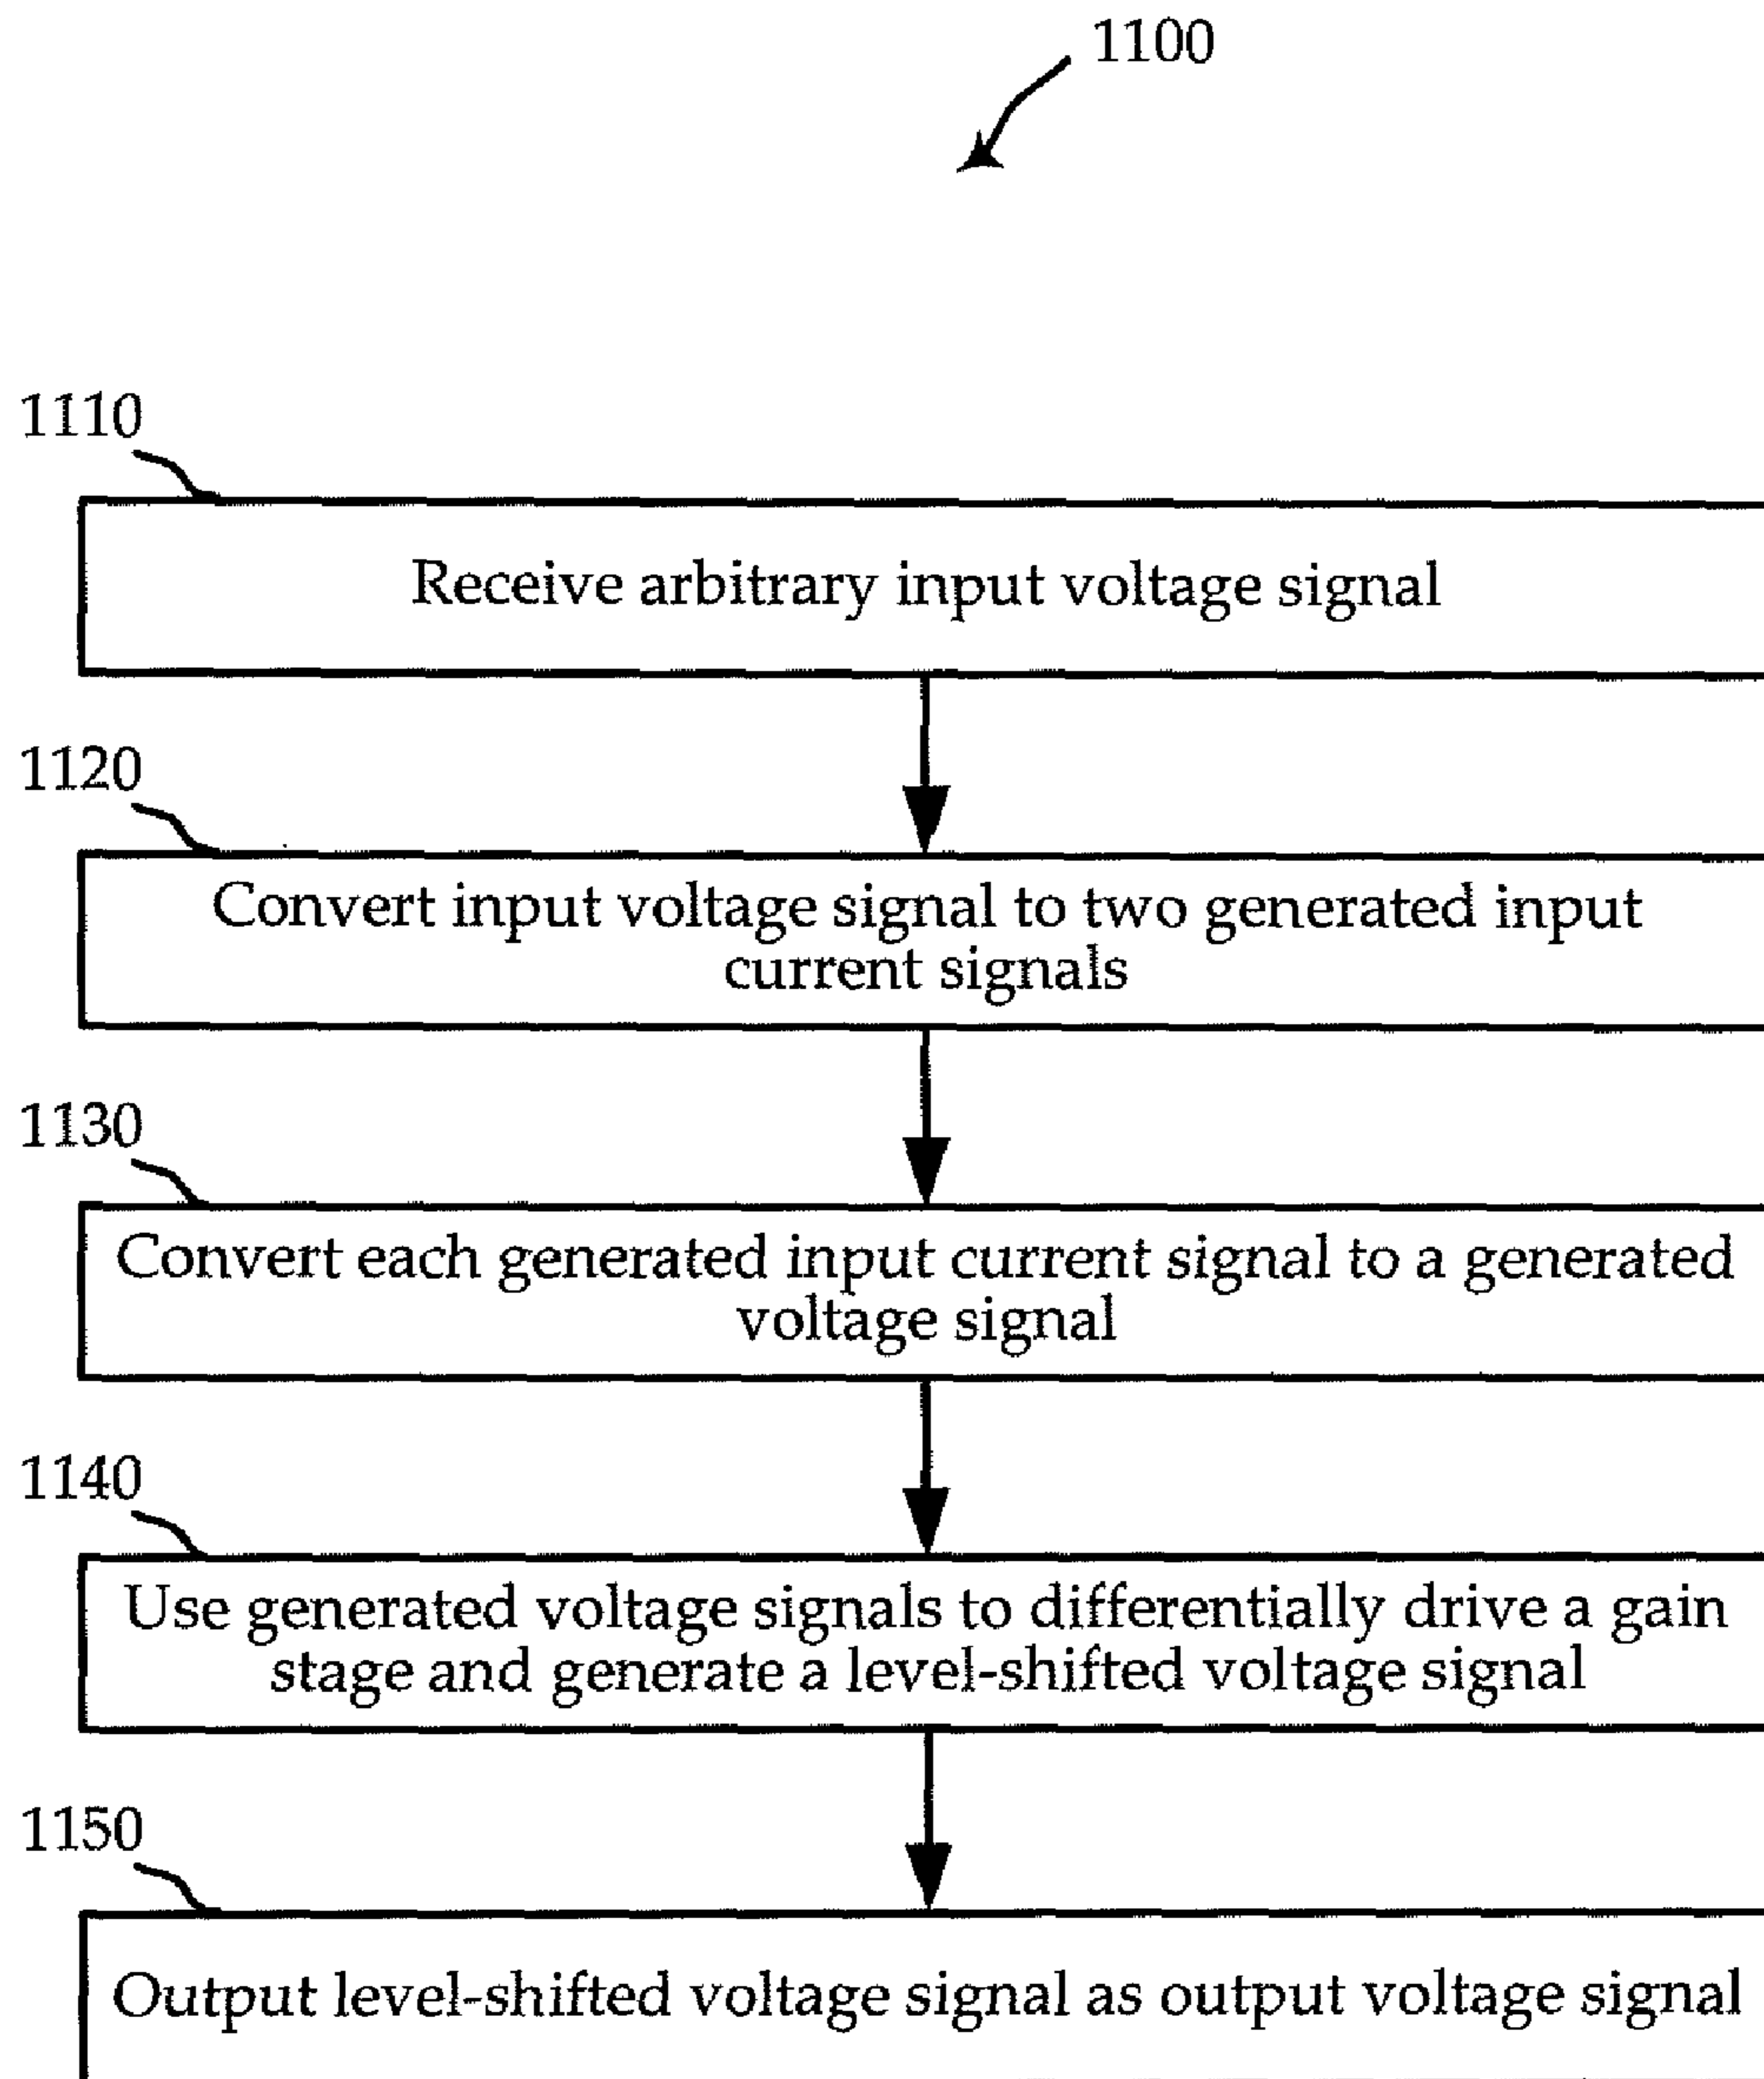 1100
1110
Receive arbitrary input voltage signal
1120
Convert input voltage signal to two generated input
current signals
1130
Convert each generated input current signal to a generated
voltage signal
1140
Use generated voltage signals to differentially drive a gain
stage and generate a level-shifted voltage signal
1150
Output level-shifted voltage signal as output voltage signal